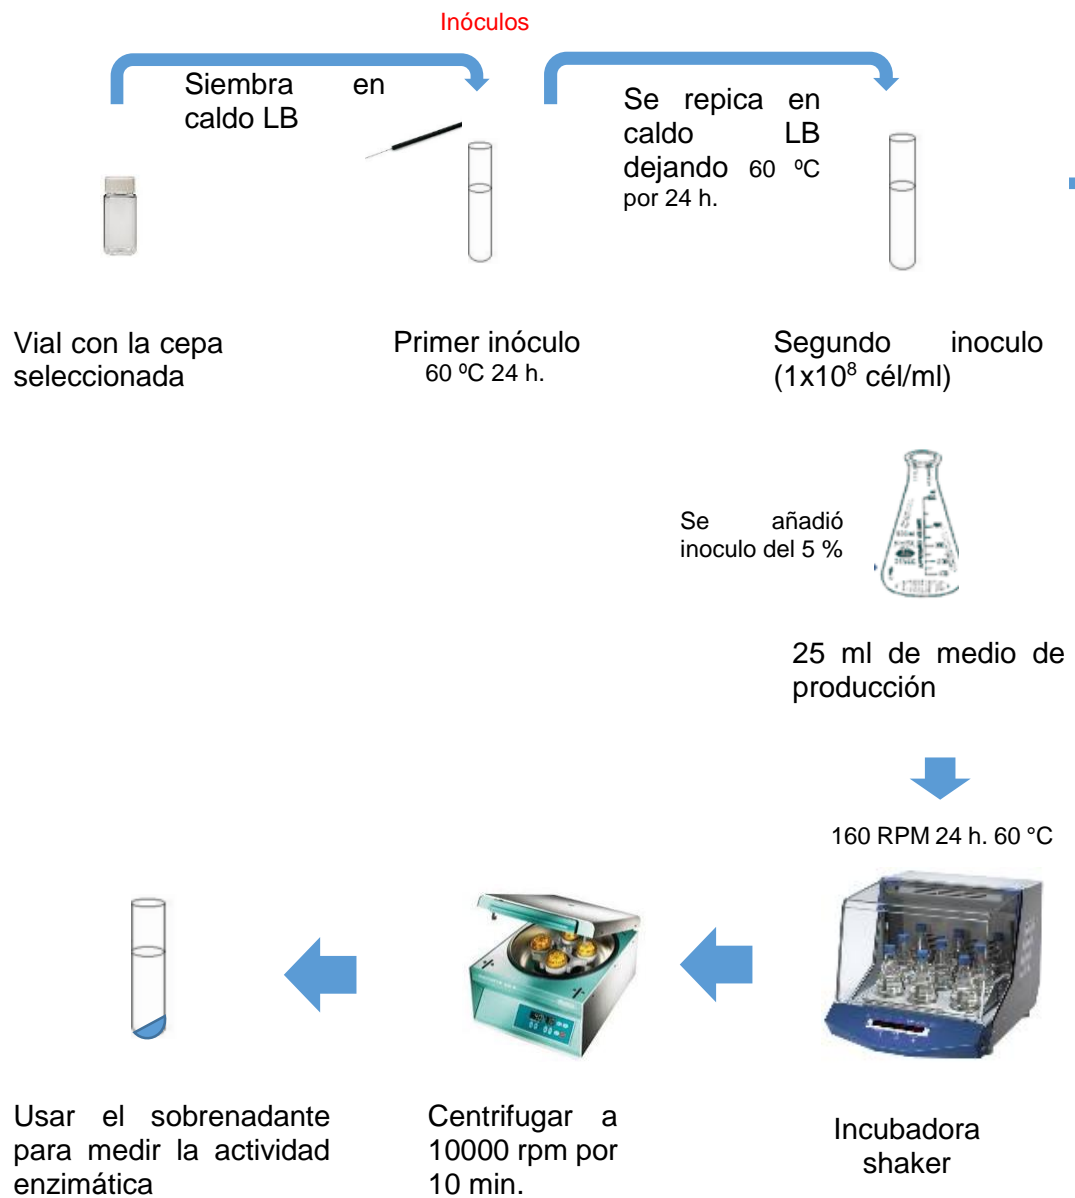 Inóculos
Siembra en
caldo LB
Se repica en
caldo LB
dejando 60 ºC
por 24 h.
Vial con la cepa
seleccionada
Primer inóculo
60 ºC 24 h.
Segundo inoculo
(1x10⁸ cél/ml)
Se añadió
inoculo del 5 %
25 ml de medio de
producción
160 RPM 24 h. 60 °C
Usar el sobrenadante
para medir la actividad
enzimática
Centrifugar a
10000 rpm por
10 min.
Incubadora
shaker